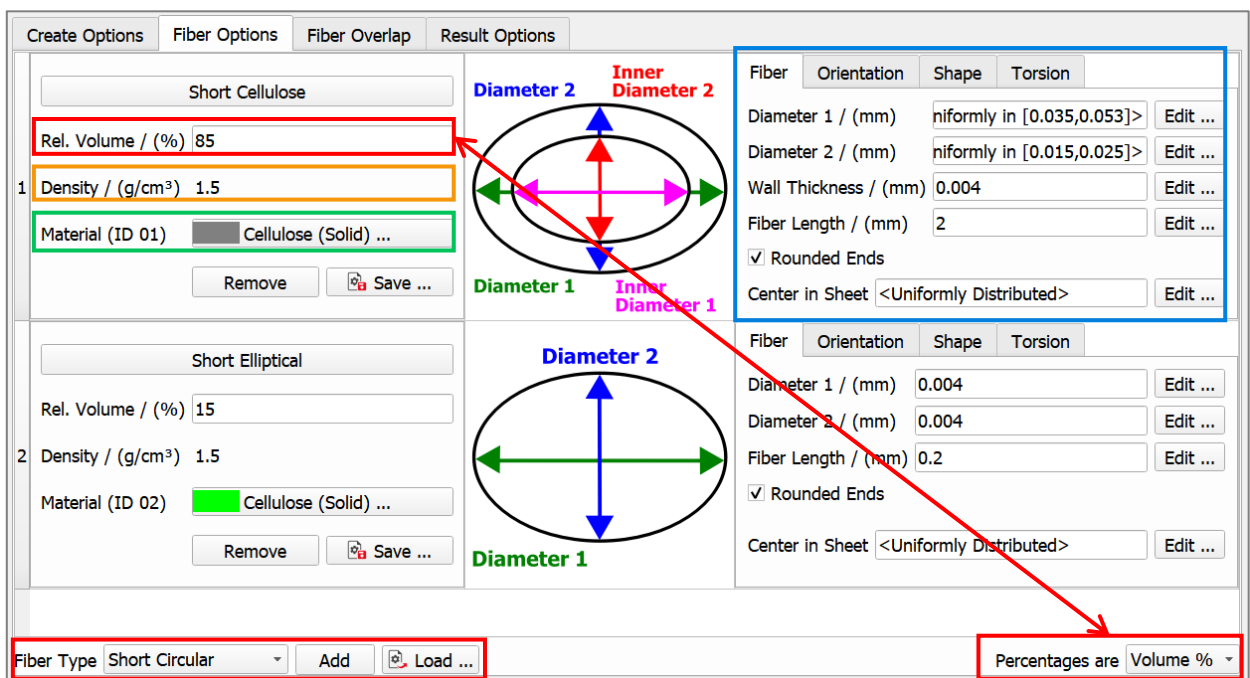 Create Options Fiber Options Fiber Overlap Result Options
1
Short Cellulose
Rel. Volume / (%) 85
Density / (g/cm³) 1.5
Material (ID 01) Cellulose (Solid) ...
Remove Save ...
Diameter 2 Inner Diameter 2
Diameter 1 Inner Diameter 1
Fiber Orientation Shape Torsion
Diameter 1 / (mm) niformly in [0.035,0.053]> Edit ...
Diameter 2 / (mm) niformly in [0.015,0.025]> Edit ...
Wall Thickness / (mm) 0.004
Fiber Length / (mm) 2 Edit ...
Rounded Ends
Center in Sheet <Uniformly Distributed> Edit ...
2
Short Elliptical
Rel. Volume / (%) 15
Density / (g/cm³) 1.5
Material (ID 02) Cellulose (Solid) ...
Remove Save ...
Diameter 2
Diameter 1
Fiber Orientation Shape Torsion
Diameter 1 / (mm) 0.004 Edit ...
Diameter 2 / (mm) 0.004 Edit ...
Fiber Length / (mm) 0.2 Edit ...
Rounded Ends
Center in Sheet <Uniformly Distributed> Edit ...
Fiber Type Short Circular Add Load ... Percentages are Volume %